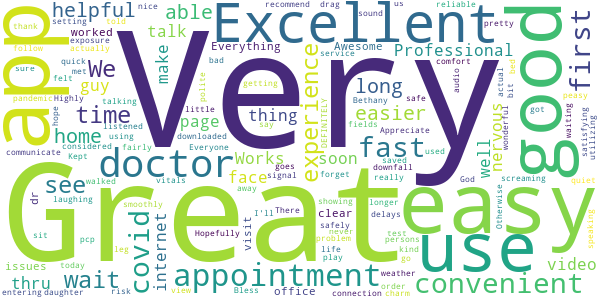 Very
Great
easy
Excellent
good
app
use
doctor
appointment
fast
convenient
first
covid
time
wait
see
We
experience
easier
helpful
able
talk
home
guy
make
page
thing
long
Professional
Everything
Awesome
service
soon
face
Works
well
nervous
video
internet
thru
issues
office
visit
clear
dr
worked
setting
told
thank
follow
actually
nice
exposure
Highly
sure
quick
met
felt
pandemic
hope
talking
listened
using
considered
fairly
Kept
Everyone
downloaded
little
bad
polite
getting
say
goes
signal
away
recommend
drag
us
sound
reliable
pretty
comfort
audio
Bethany
safe
actual
bit
bed
got
peasy
waiting
wonderful
satisfying
utilizing
DEFINITELY
Appreciate
fields
saved
used
downfall
forget
really
God
screaming
Otherwise
quiet
speaking
communicate
laughing
walked
vitals
smoothly
sit
pcp
today
leg
entering
daughter
risk
view
Hopefully
There
I'll
Bless
showing
safely
problem
never
life
play
connection
longer
delays
test
persons
kind
go
weather
order
charm